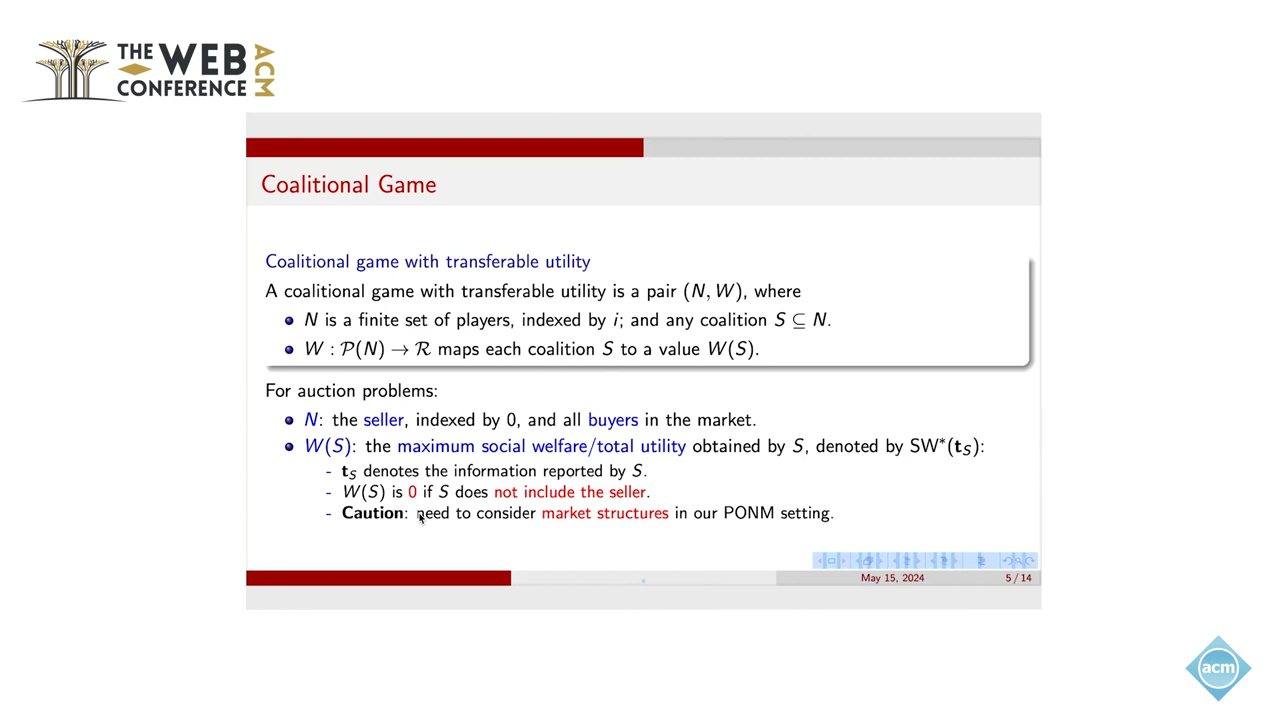 THE WEB
CONFERENCE
ACM
Coalitional Game
Coalitional game with transferable utility
A coalitional game with transferable utility is a pair (N, W), where
N is a finite set of players, indexed by i; and any coalition S ⊆ N.
W : P(N) → R maps each coalition S to a value W(S).
For auction problems:
N: the seller, indexed by 0, and all buyers in the market.
W(S): the maximum social welfare/total utility obtained by S, denoted by SW*(t_S):
- t_S denotes the information reported by S.
- W(S) is 0 if S does not include the seller.
- Caution: need to consider market structures in our PONM setting.
May 15, 2024 5 / 14
acm